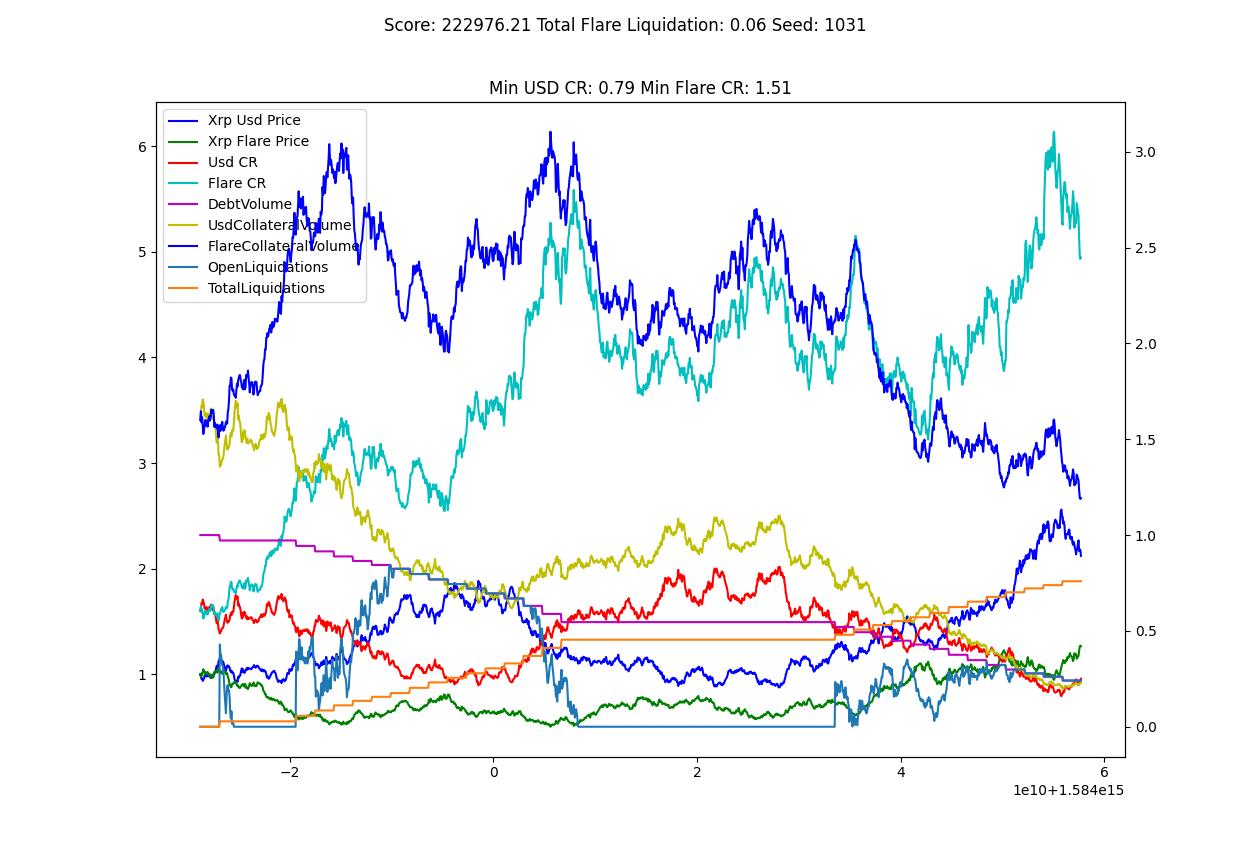 Score: 222976.21 Total Flare Liquidation: 0.06 Seed: 1031
Min USD CR: 0.79 Min Flare CR: 1.51
Xrp Usd Price
Xrp Flare Price
Usd CR
Flare CR
DebtVolume
UsdCollateralVolume
FlareCollateralVolume
OpenLiquidations
TotalLiquidations
6
5
4
3
2
1
3.0
2.5
2.0
1.5
1.0
0.5
0.0
−2
0
2
4
6
1e10+1.584e15